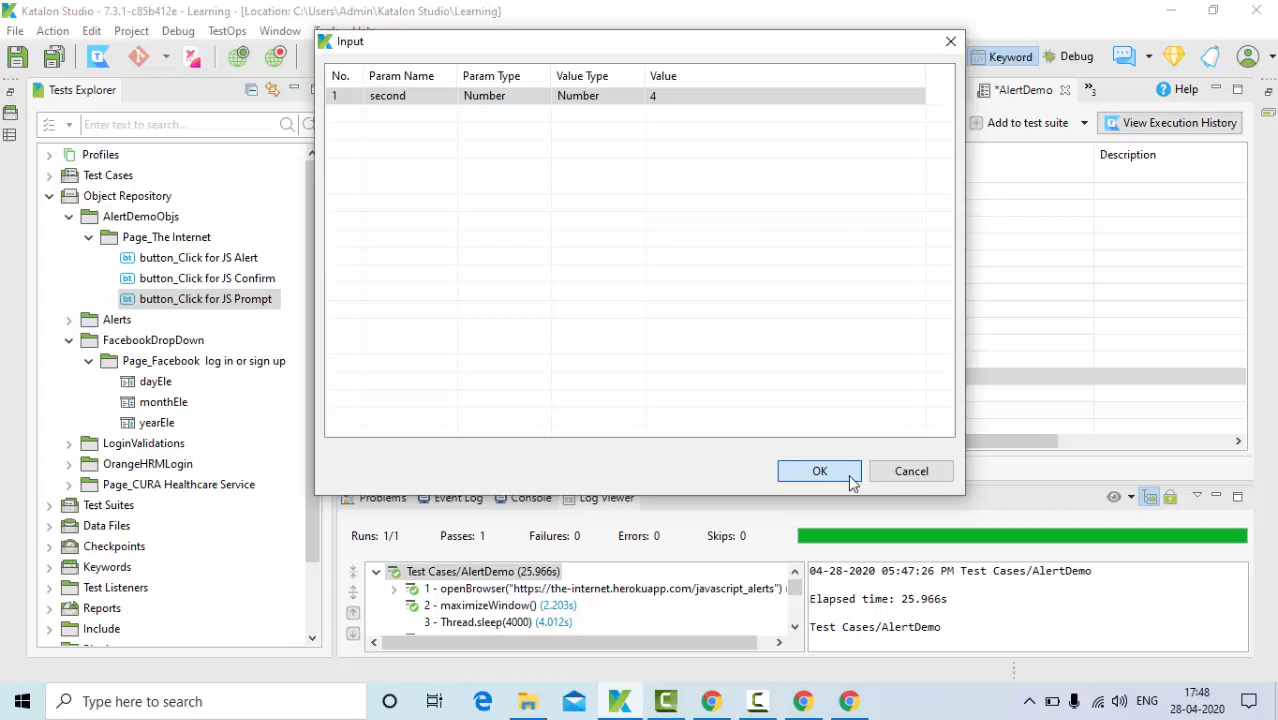 Katalon Studio - 7.3.1-c85b412e - Learning - [Location: C:\Users\Admin\Katalon Studio\Learning]
File Action Edit Project Debug TestOps Window
Input
Keyword
Debug
Tests Explorer
*AlertDemo
3
Help
Enter text to search...
Add to test suite
View Execution History
No. Param Name Param Type Value Type Value
1 second Number Number 4
Description
Profiles
Test Cases
Object Repository
AlertDemoObjs
Page_The Internet
button_Click for JS Alert
button_Click for JS Confirm
button_Click for JS Prompt
Alerts
FacebookDropDown
Page_Facebook log in or sign up
dayEle
monthEle
yearEle
LoginValidations
OrangeHRMLogin
Page_CURA Healthcare Service
Test Suites
Data Files
Checkpoints
Keywords
Test Listeners
Reports
Include
OK
Cancel
Problems Event Log Console Log Viewer
Runs: 1/1 Passes: 1 Failures: 0 Errors: 0 Skips: 0
Test Cases/AlertDemo (25.966s)
1 - openBrowser("https://the-internet.herokuapp.com/javascript_alerts") (
2 - maximizeWindow() (2.203s)
3 - Thread.sleep(4000) (4.012s)
04-28-2020 05:47:26 PM Test Cases/AlertDemo
Elapsed time: 25.966s
Test Cases/AlertDemo
Type here to search
ENG
17:48
28-04-2020